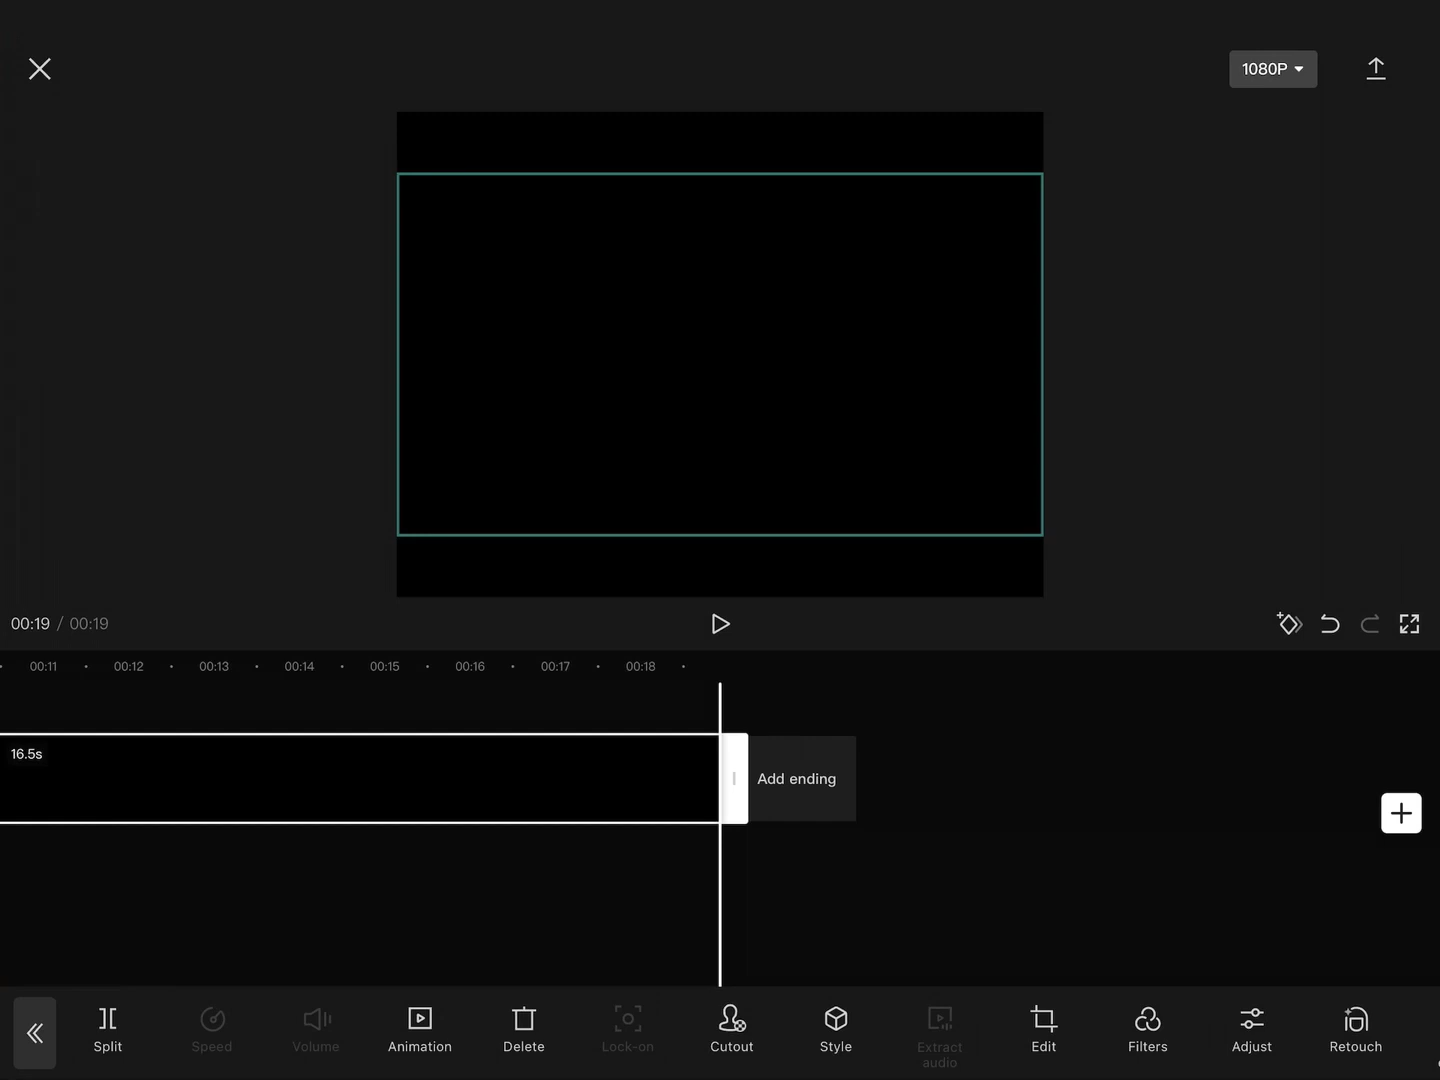 1080P
00:19 / 00:19
00:11 00:12 00:13 00:14 00:15 00:16 00:17 00:18
16.5s
Add ending
Split Speed Volume Animation Delete Lock-on Cutout Style Extract Edit Filters Adjust Retouch
audio